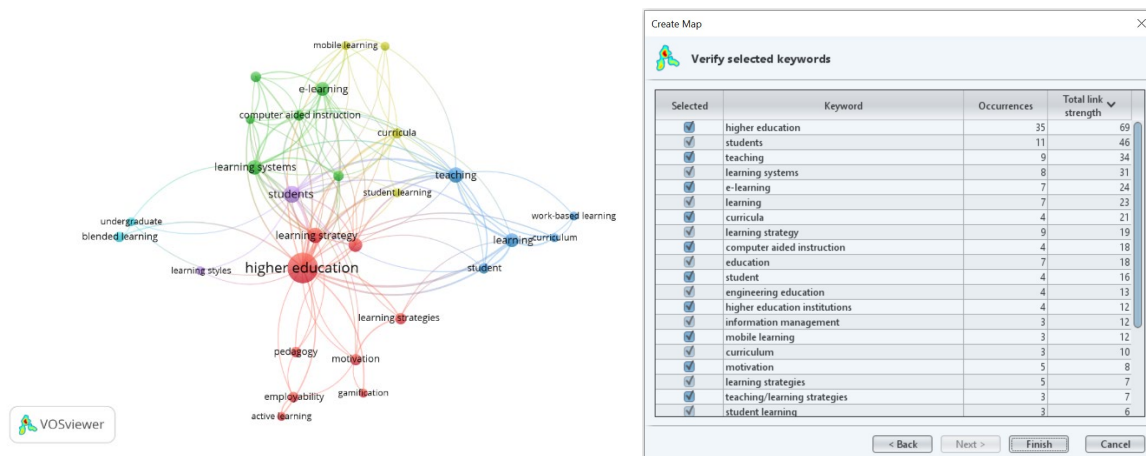 mobile learning
e-learning
computer aided instruction
curricula
learning systems
teaching
students
student learning
undergraduate
work-based learning
blended learning
learning strategy
learning
curriculum
higher education
learning styles
student
learning strategies
pedagogy
motivation
employability
gamification
active learning
VOSviewer
Create Map
Verify selected keywords
Selected Keyword Occurrences Total link strength
higher education 35 69
students 11 46
teaching 9 34
learning systems 8 31
e-learning 7 24
learning 7 23
curricula 4 21
learning strategy 9 19
computer aided instruction 4 18
education 7 18
student 4 16
engineering education 4 13
higher education institutions 4 12
information management 3 12
mobile learning 3 12
curriculum 3 10
motivation 5 8
learning strategies 5 7
teaching/learning strategies 3 7
student learning 3 6
< Back Next > Finish Cancel